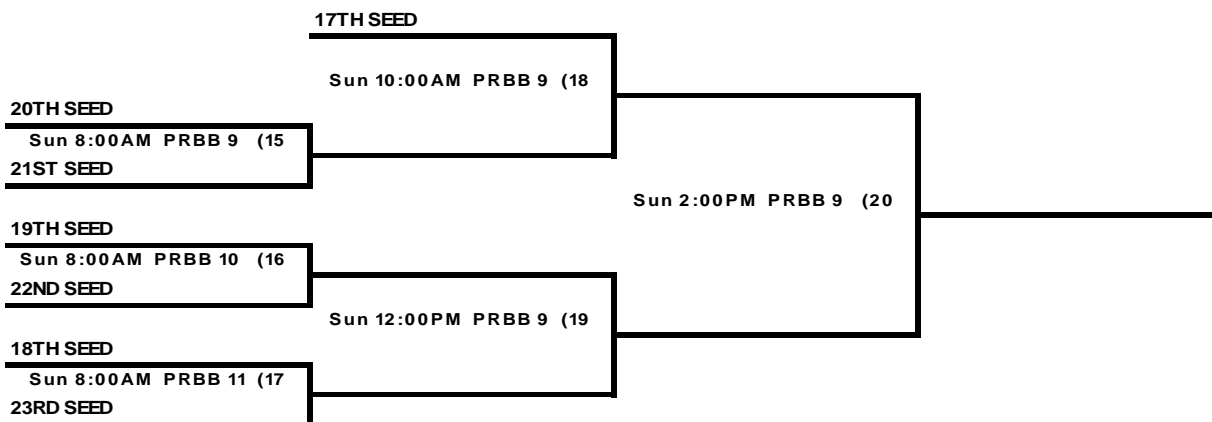 17TH SEED
Sun 10:00AM PRBB 9 (18
20TH SEED
Sun 8:00AM PRBB 9 (15
21ST SEED
Sun 2:00PM PRBB 9 (20
19TH SEED
Sun 8:00AM PRBB 10 (16
22ND SEED
Sun 12:00PM PRBB 9 (19
18TH SEED
Sun 8:00AM PRBB 11 (17
23RD SEED